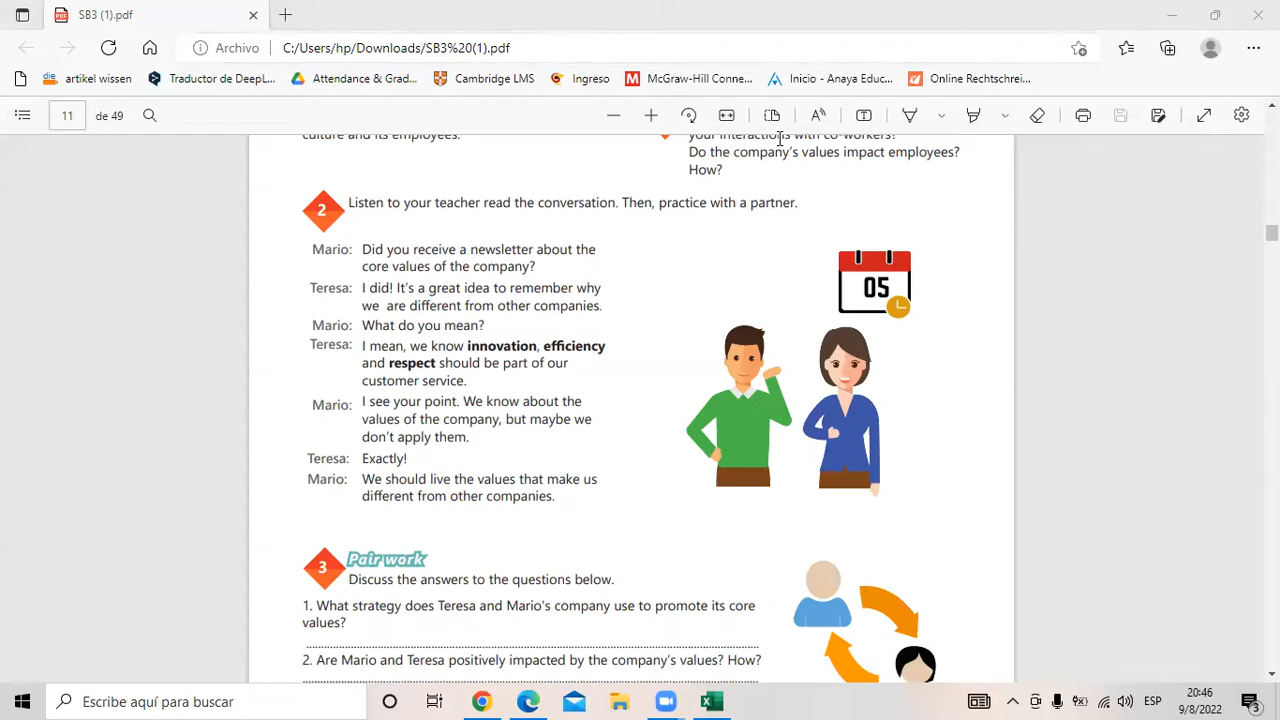 SB3 (1).pdf
Archivo C:/Users/hp/Downloads/SB3%20(1).pdf
artikel wissen Traductor de DeepL... Attendance & Grad... Cambridge LMS Ingreso McGraw-Hill Conne... Inicio - Anaya Educ... Online Rechtschrei...
11 de 49
culture and its employees.
your interactions with co-workers?
Do the company's values impact employees?
How?
2 Listen to your teacher read the conversation. Then, practice with a partner.
Mario: Did you receive a newsletter about the
core values of the company?
Teresa: I did! It's a great idea to remember why
we are different from other companies.
Mario: What do you mean?
Teresa: I mean, we know innovation, efficiency
and respect should be part of our
customer service.
Mario: I see your point. We know about the
values of the company, but maybe we
don't apply them.
Teresa: Exactly!
Mario: We should live the values that make us
different from other companies.
05
3 Pair work
Discuss the answers to the questions below.
1. What strategy does Teresa and Mario's company use to promote its core
values?
2. Are Mario and Teresa positively impacted by the company's values? How?
Escribe aquí para buscar
ESP
20:46
9/8/2022
3